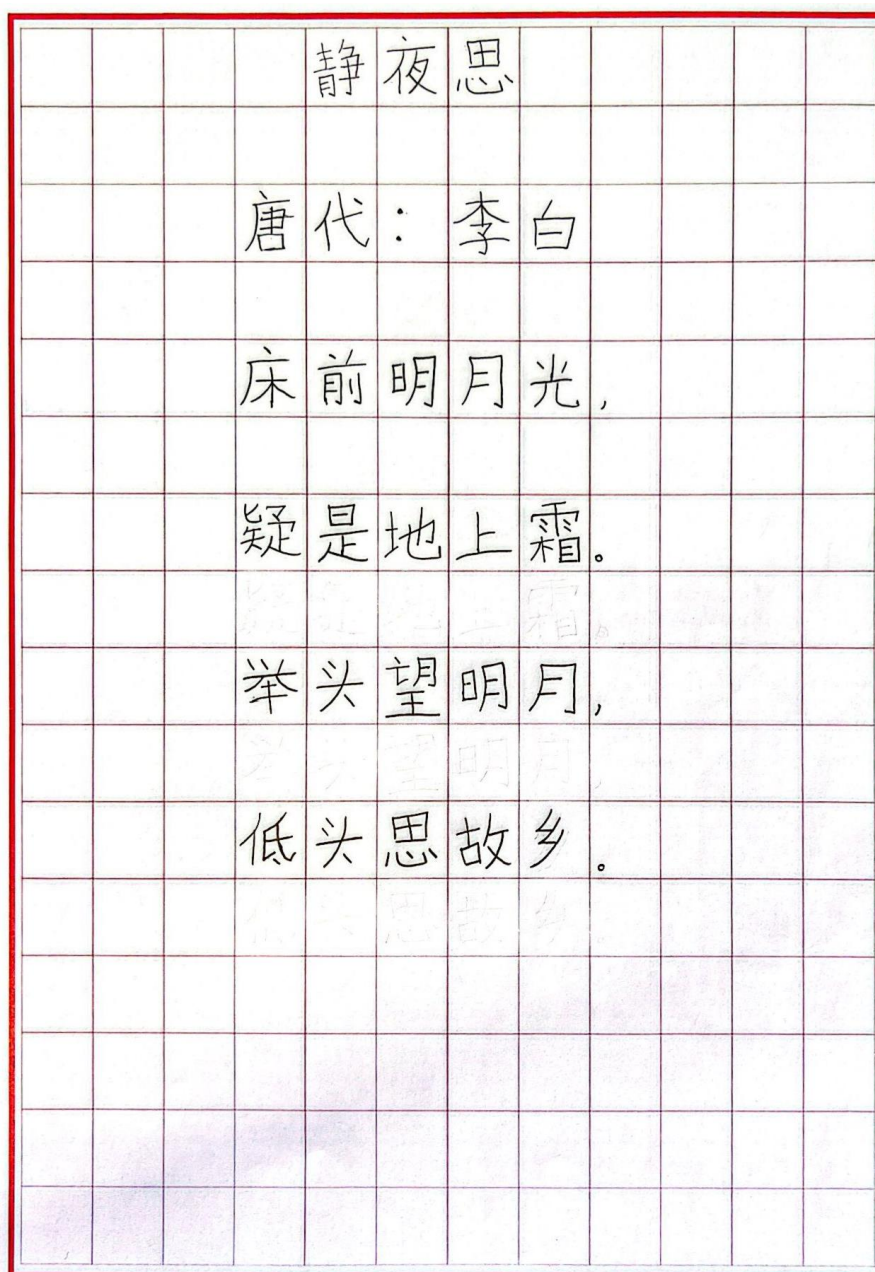 静夜思
唐代：李白
床前明月光，
疑是地上霜。
举头望明月，
低头思故乡。